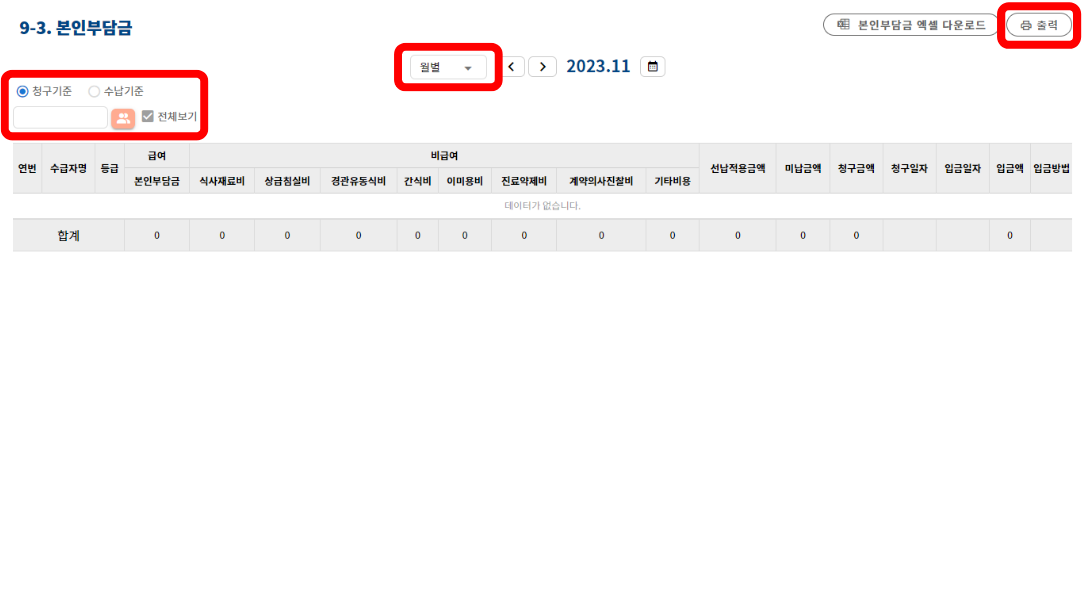 9-3. 본인부담금
본인부담금 엑셀 다운로드
출력
월별
2023.11
청구기준 수납기준
전체보기
연번 수급자명 등급 급여 비급여 선납적용금액 미납금액 청구금액 청구일자 입금일자 입금액 입금방법
본인부담금 식사재료비 상급침실비 경관유동식비 간식비 이미용비 진료약제비 계약의사진찰비 기타비용
데이터가 없습니다.
합계 0 0 0 0 0 0 0 0 0 0 0 0 0